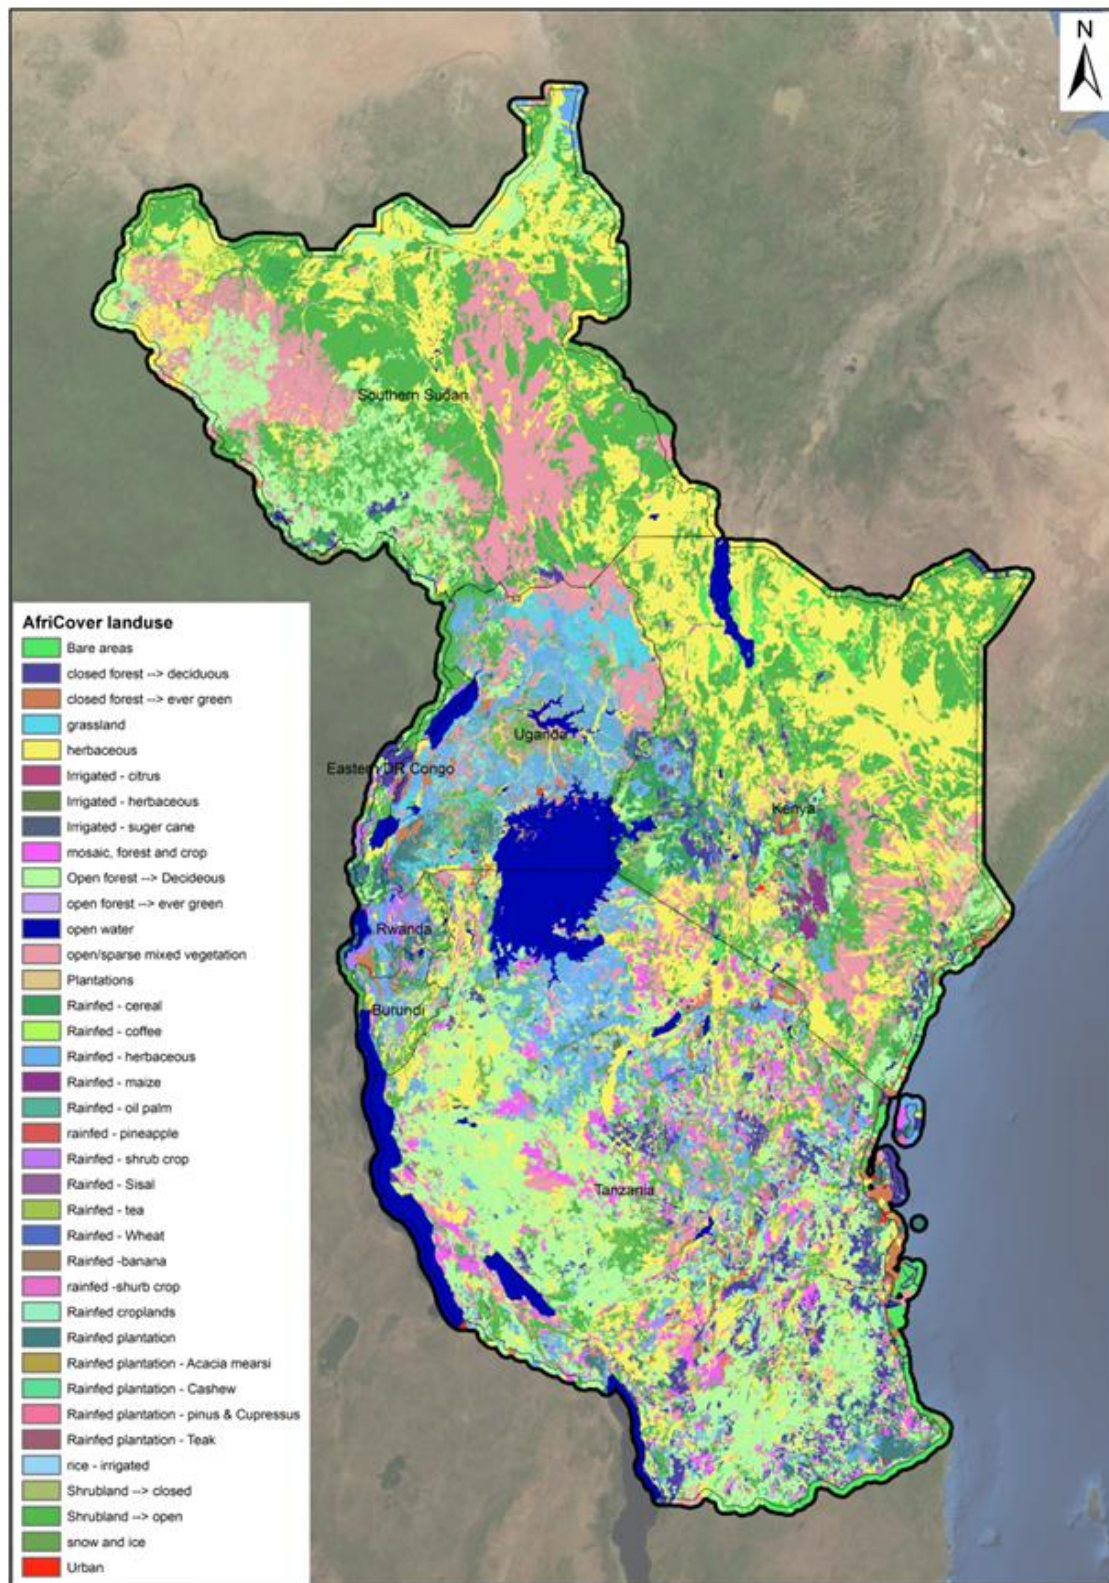 N
Southern Sudan
Uganda
Eastern DR Congo
Kenya
Rwanda
Burundi
Tanzania
AfriCover landuse
Bare areas
closed forest --> deciduous
closed forest --> ever green
grassland
herbaceous
Irrigated - citrus
Irrigated - herbaceous
Irrigated - suger cane
mosaic, forest and crop
Open forest --> Decideous
open forest --> ever green
open water
open/sparse mixed vegetation
Plantations
Rainfed - cereal
Rainfed - coffee
Rainfed - herbaceous
Rainfed - maize
Rainfed - oil palm
rainfed - pineapple
Rainfed - shrub crop
Rainfed - Sisal
Rainfed - tea
Rainfed - Wheat
Rainfed -banana
rainfed -shurb crop
Rainfed croplands
Rainfed plantation
Rainfed plantation - Acacia mearsi
Rainfed plantation - Cashew
Rainfed plantation - pinus & Cupressus
Rainfed plantation - Teak
rice - irrigated
Shrubland --> closed
Shrubland --> open
snow and ice
Urban